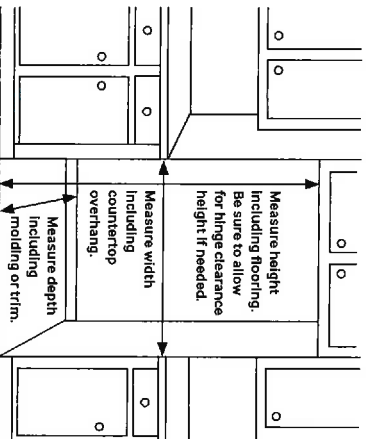 Measure height
including flooring.
Be sure to allow
for hinge clearance
height if needed.
Measure width
including
countertop
overhang.
Measure depth
including
molding or trim.